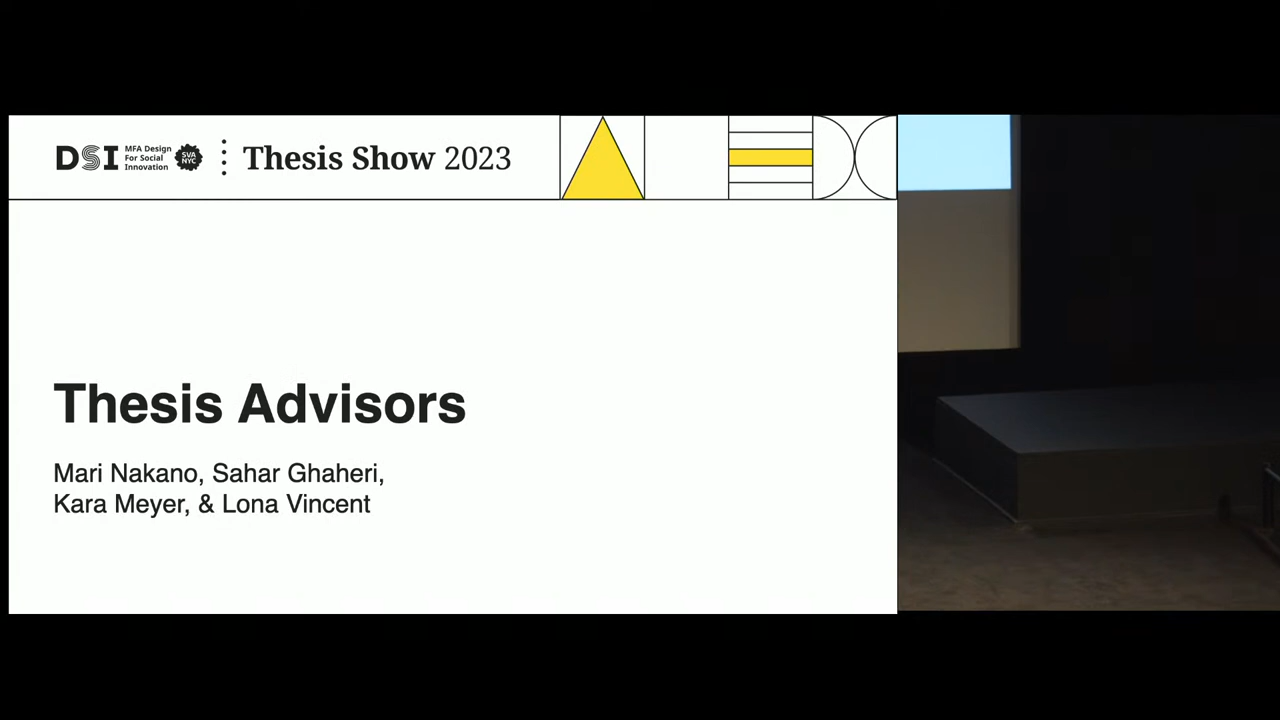 DSI
MFA Design
For Social
Innovation
SVA
NYC
Thesis Show 2023
Thesis Advisors
Mari Nakano, Sahar Ghaheri,
Kara Meyer, & Lona Vincent